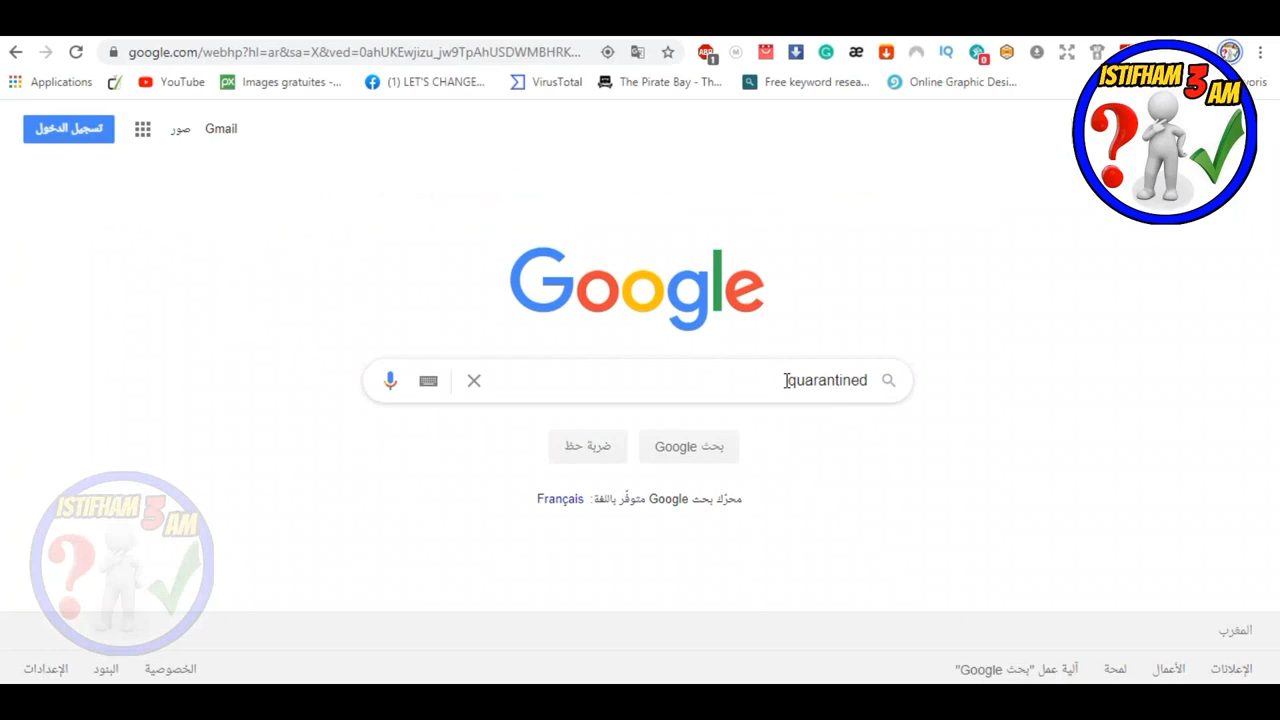 google.com/webhp?hl=ar&sa=X&ved=0ahUKEwjizu_jw9TpAhUSDWMBHRK...
Applications
YouTube
Images gratuites -...
(1) LET'S CHANGE...
VirusTotal
The Pirate Bay - Th...
Free keyword resea...
Online Graphic Desi...
ISTIFHAM 3 AM
تسجيل الدخول
صور
Gmail
Google
quarantined
ضربة حظ
بحث Google
محرّك بحث Google متوفّر باللغة: Français
ISTIFHAM 3 AM
المغرب
الإعلانات
الأعمال
لمحة
آلية عمل "بحث Google"
الخصوصية
البنود
الإعدادات